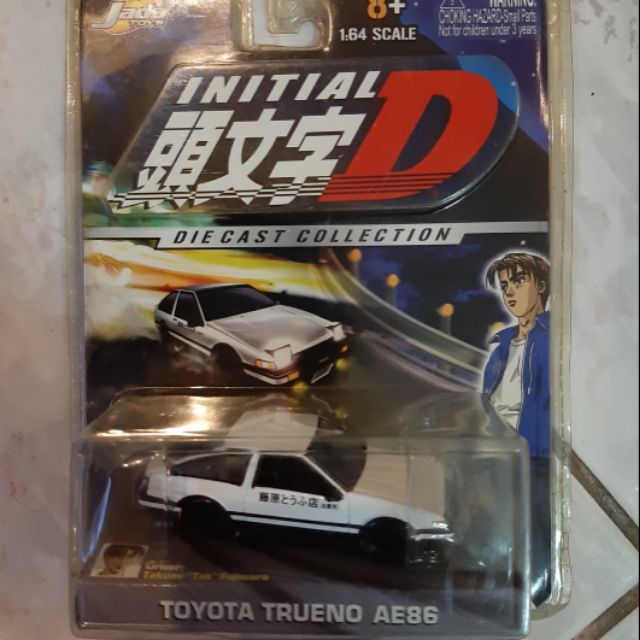 Jada
TOYS
8+
1:64 SCALE
WARNING:
CHOKING HAZARD-Small Parts
Not for children under 3 years
INITIAL
頭文字D
DIE CAST COLLECTION
藤原とうふ店
Driver:
Takumi "Tak" Fujiwara
TOYOTA TRUENO AE86